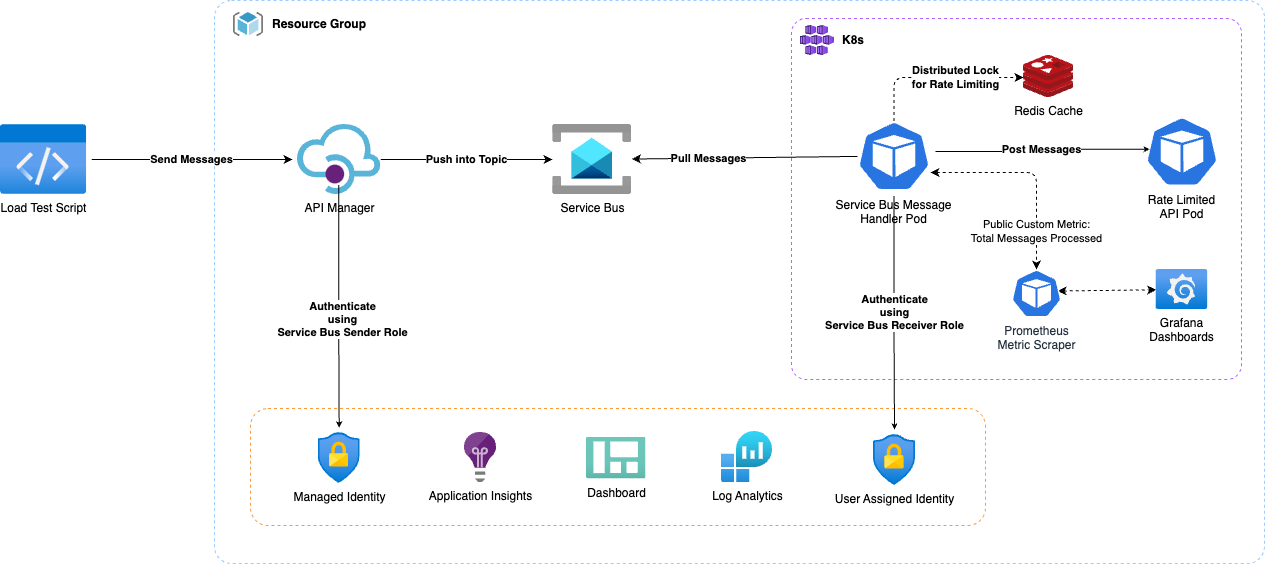 Resource Group
K8s
Distributed Lock
for Rate Limiting
Redis Cache
Load Test Script
Send Messages
API Manager
Push into Topic
Service Bus
Pull Messages
Service Bus Message
Handler Pod
Post Messages
Rate Limited
API Pod
Public Custom Metric:
Total Messages Processed
Prometheus
Metric Scraper
Grafana
Dashboards
Authenticate
using
Service Bus Sender Role
Authenticate
using
Service Bus Receiver Role
Managed Identity
Application Insights
Dashboard
Log Analytics
User Assigned Identity